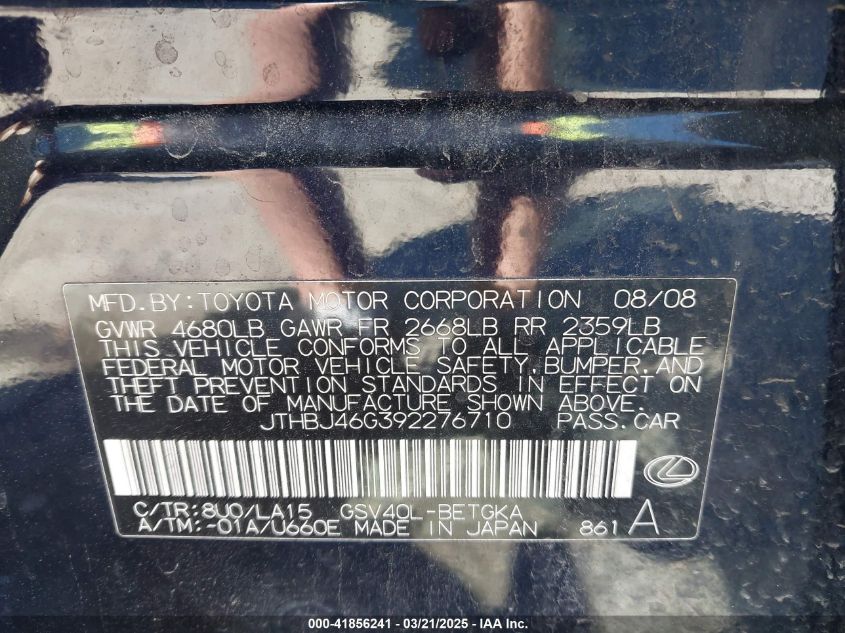 MFD.BY:TOYOTA MOTOR CORPORATION 08/08
GVWR 4680LB GAWR FR 2668LB RR 2359LB
THIS VEHICLE CONFORMS TO ALL APPLICABLE
FEDERAL MOTOR VEHICLE SAFETY,BUMPER,AND
THEFT PREVENTION STANDARDS IN EFFECT ON
THE DATE OF MANUFACTURE SHOWN ABOVE.
JTHBJ46G392276710 PASS.CAR
C/TR:8U0/LA15 GSV40L-BETGKA
A/TM:-01A/U660E MADE IN JAPAN 861 A
000-41856241 - 03/21/2025 - IAA Inc.